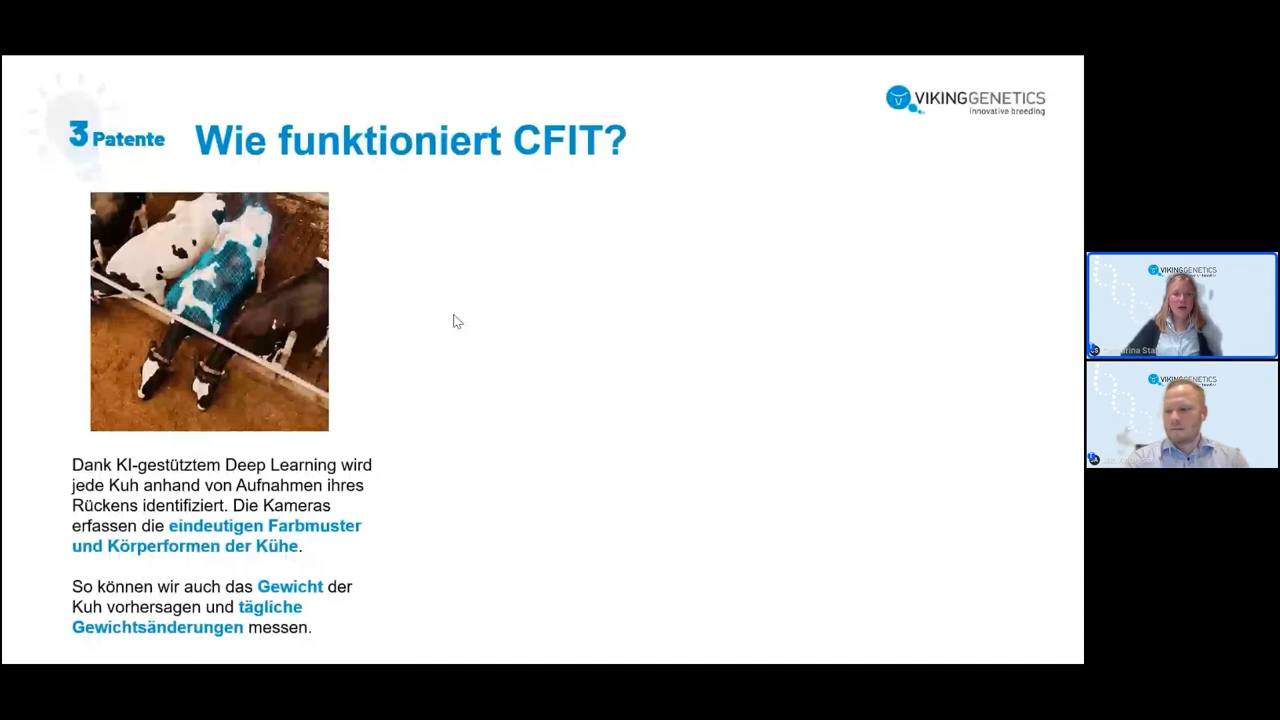 3 Patente
Wie funktioniert CFIT?
VIKINGGENETICS
innovative breeding
Dank KI-gestütztem Deep Learning wird
jede Kuh anhand von Aufnahmen ihres
Rückens identifiziert. Die Kameras
erfassen die eindeutigen Farbmuster
und Körperformen der Kühe.
So können wir auch das Gewicht der
Kuh vorhersagen und tägliche
Gewichtsänderungen messen.
VIKINGGENETICS
VIKINGGENETICS